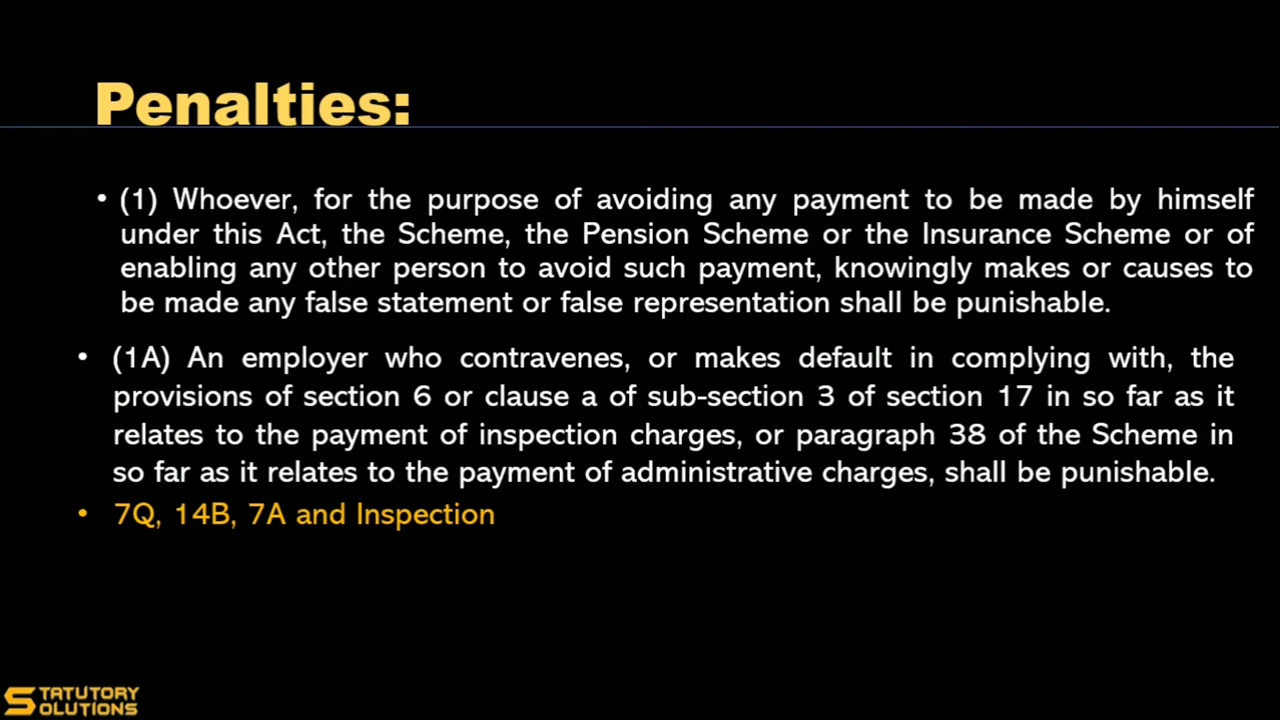 Penalties:
• (1) Whoever, for the purpose of avoiding any payment to be made by himself
under this Act, the Scheme, the Pension Scheme or the Insurance Scheme or of
enabling any other person to avoid such payment, knowingly makes or causes to
be made any false statement or false representation shall be punishable.
• (1A) An employer who contravenes, or makes default in complying with, the
provisions of section 6 or clause a of sub-section 3 of section 17 in so far as it
relates to the payment of inspection charges, or paragraph 38 of the Scheme in
so far as it relates to the payment of administrative charges, shall be punishable.
• 7Q, 14B, 7A and Inspection
STATUTORY
SOLUTIONS